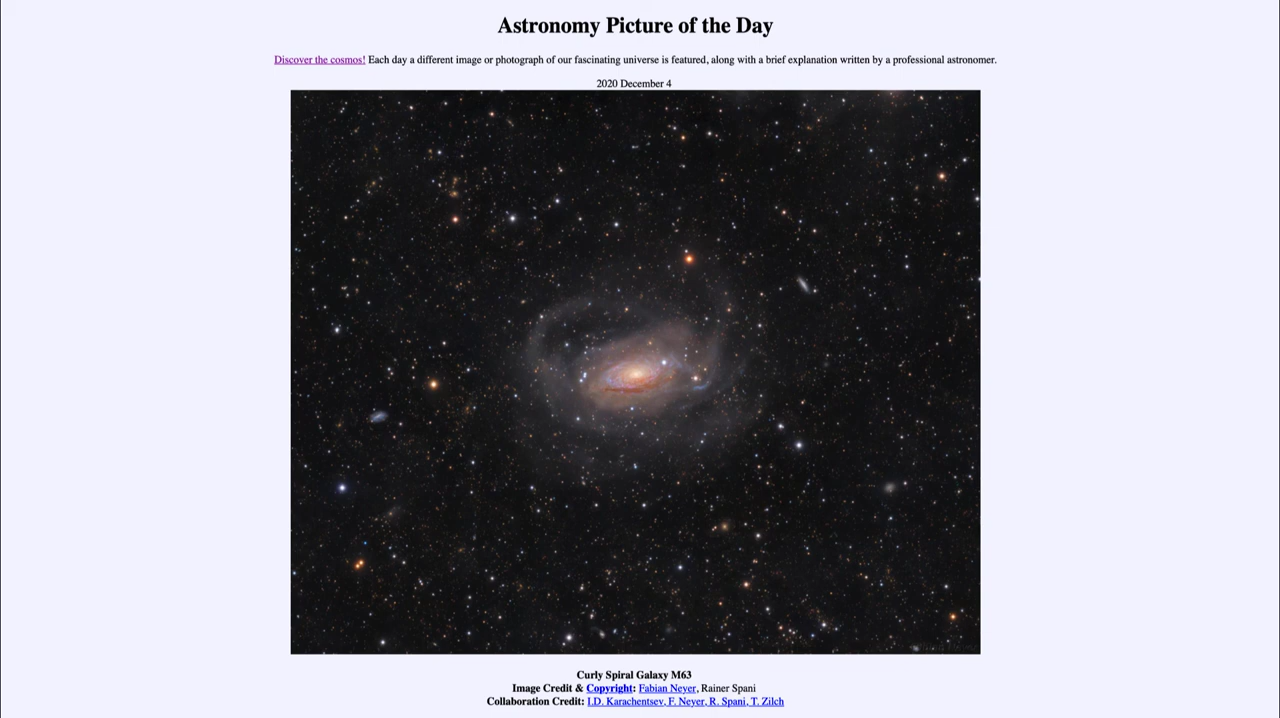 Astronomy Picture of the Day
Discover the cosmos! Each day a different image or photograph of our fascinating universe is featured, along with a brief explanation written by a professional astronomer.
2020 December 4
Curly Spiral Galaxy M63
Image Credit & Copyright: Fabian Neyer, Rainer Spani
Collaboration Credit: I.D. Karachentsev, F. Neyer, R. Spani, T. Zilch